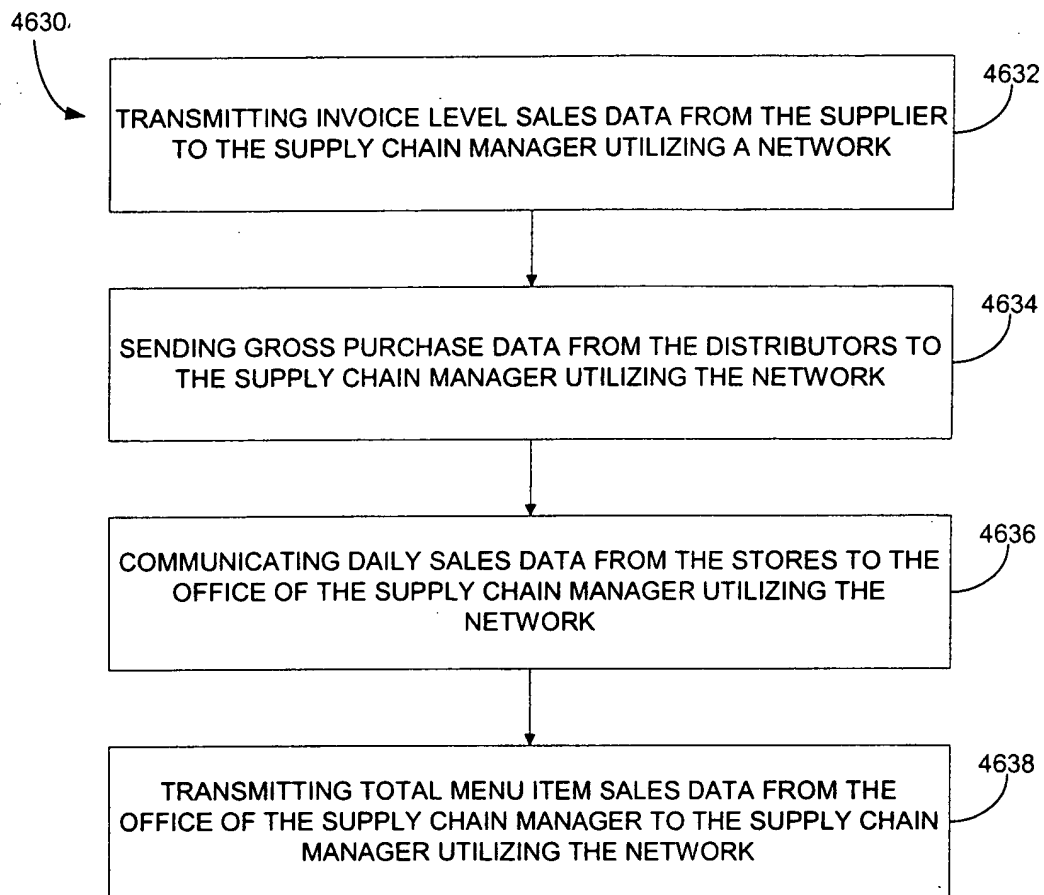 4630
4632
TRANSMITTING INVOICE LEVEL SALES DATA FROM THE SUPPLIER
TO THE SUPPLY CHAIN MANAGER UTILIZING A NETWORK
4634
SENDING GROSS PURCHASE DATA FROM THE DISTRIBUTORS TO
THE SUPPLY CHAIN MANAGER UTILIZING THE NETWORK
4636
COMMUNICATING DAILY SALES DATA FROM THE STORES TO THE
OFFICE OF THE SUPPLY CHAIN MANAGER UTILIZING THE
NETWORK
4638
TRANSMITTING TOTAL MENU ITEM SALES DATA FROM THE
OFFICE OF THE SUPPLY CHAIN MANAGER TO THE SUPPLY CHAIN
MANAGER UTILIZING THE NETWORK